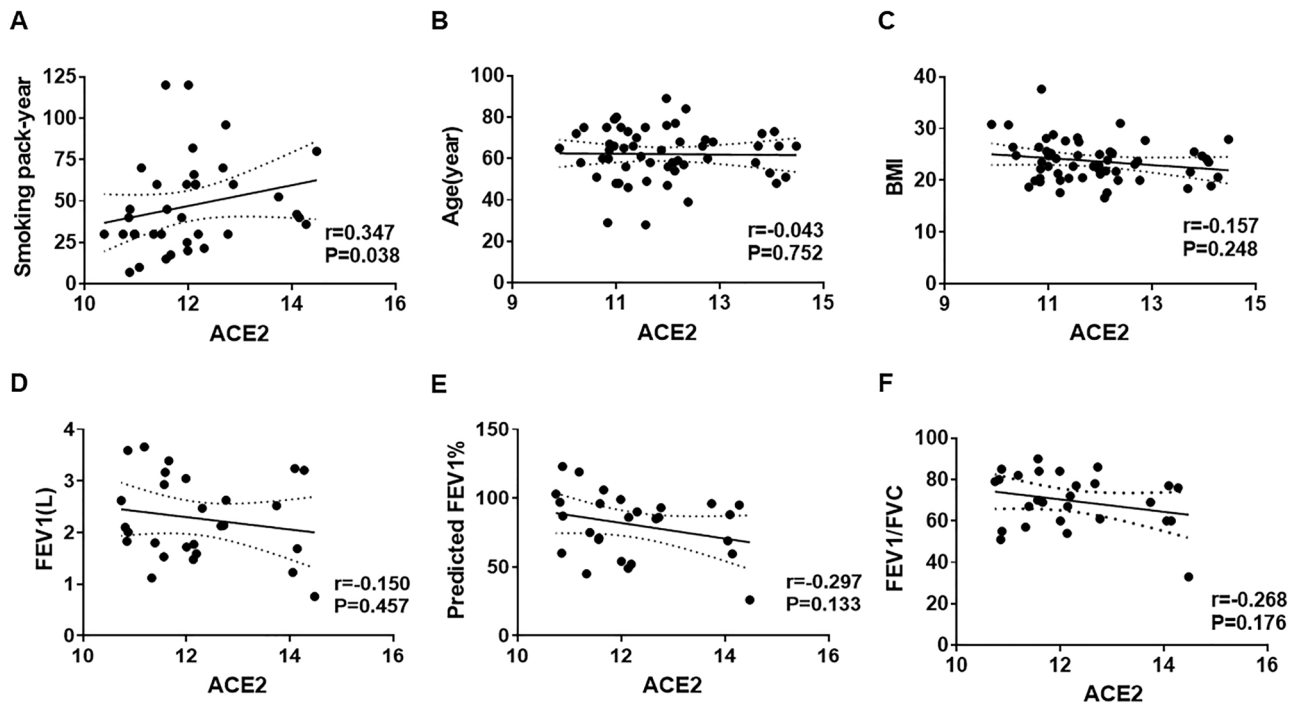 A
Smoking pack-year
125
100
75
50
25
0
10
12
14
16
ACE2
r=0.347
P=0.038
B
Age(year)
100
80
60
40
20
0
9
11
13
15
ACE2
r=-0.043
P=0.752
C
BMI
40
30
20
10
0
9
11
13
15
ACE2
r=-0.157
P=0.248
D
FEV1(L)
4
3
2
1
0
10
12
14
16
ACE2
r=-0.150
P=0.457
E
Predicted FEV1%
150
100
50
0
10
12
14
16
ACE2
r=-0.297
P=0.133
F
FEV1/FVC
100
80
60
40
20
0
10
12
14
16
ACE2
r=-0.268
P=0.176